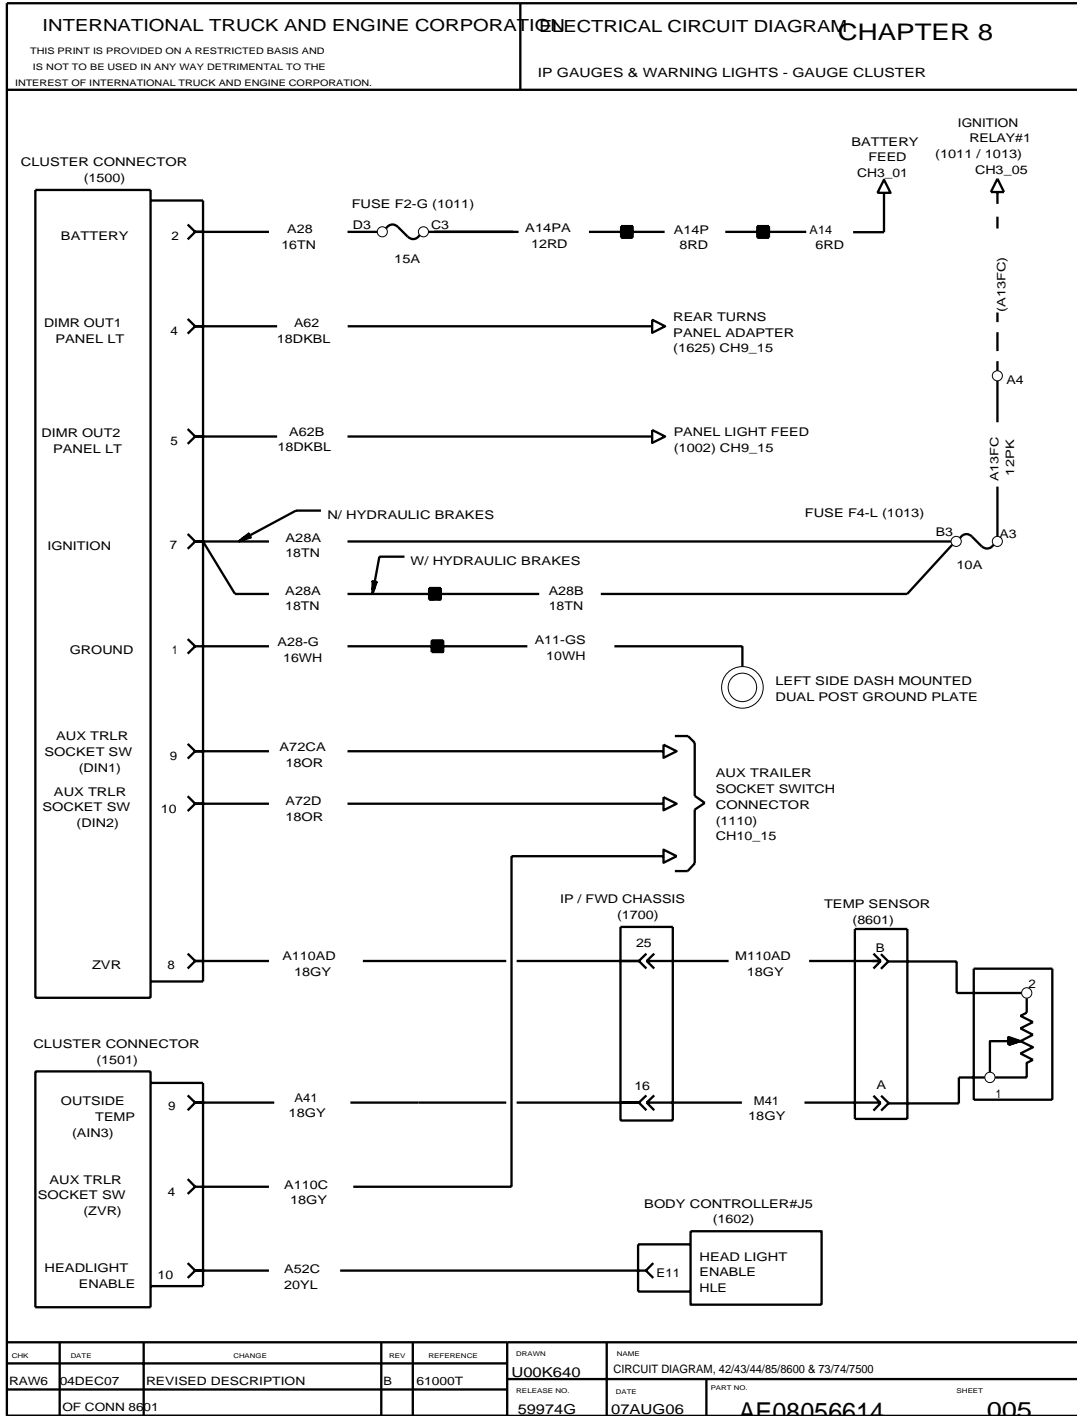 INTERNATIONAL TRUCK AND ENGINE CORPORATION
THIS PRINT IS PROVIDED ON A RESTRICTED BASIS AND
IS NOT TO BE USED IN ANY WAY DETRIMENTAL TO THE
INTEREST OF INTERNATIONAL TRUCK AND ENGINE CORPORATION.
ELECTRICAL CIRCUIT DIAGRAM
CHAPTER 8
IP GAUGES & WARNING LIGHTS - GAUGE CLUSTER
IGNITION
RELAY#1
(1011 / 1013)
CH3_05
BATTERY
FEED
CH3_01
CLUSTER CONNECTOR
(1500)
BATTERY
2
A28
16TN
FUSE F2-G (1011)
D3
C3
15A
A14PA
12RD
A14P
8RD
A14
6RD
(A13FC)
A4
A13FC
12PK
DIMR OUT1
PANEL LT
4
A62
18DKBL
REAR TURNS
PANEL ADAPTER
(1625) CH9_15
DIMR OUT2
PANEL LT
5
A62B
18DKBL
PANEL LIGHT FEED
(1002) CH9_15
IGNITION
7
N/ HYDRAULIC BRAKES
A28A
18TN
W/ HYDRAULIC BRAKES
A28A
18TN
A28B
18TN
FUSE F4-L (1013)
B3
A3
10A
GROUND
1
A28-G
16WH
A11-GS
10WH
LEFT SIDE DASH MOUNTED
DUAL POST GROUND PLATE
AUX TRLR
SOCKET SW
(DIN1)
9
A72CA
18OR
AUX TRLR
SOCKET SW
(DIN2)
10
A72D
18OR
AUX TRAILER
SOCKET SWITCH
CONNECTOR
(1110)
CH10_15
ZVR
8
A110AD
18GY
IP / FWD CHASSIS
(1700)
25
M110AD
18GY
TEMP SENSOR
(8601)
B
2
CLUSTER CONNECTOR
(1501)
OUTSIDE
TEMP
(AIN3)
9
A41
18GY
16
M41
18GY
A
1
AUX TRLR
SOCKET SW
(ZVR)
4
A110C
18GY
HEADLIGHT
ENABLE
10
A52C
20YL
BODY CONTROLLER#J5
(1602)
E11
HEAD LIGHT
ENABLE
HLE
CHK DATE CHANGE REV REFERENCE
RAW6 04DEC07 REVISED DESCRIPTION B 61000T
OF CONN 8601
DRAWN
U00K640
NAME
CIRCUIT DIAGRAM, 42/43/44/85/8600 & 73/74/7500
RELEASE NO.
59974G
DATE
07AUG06
PART NO.
AE08056614
SHEET
005